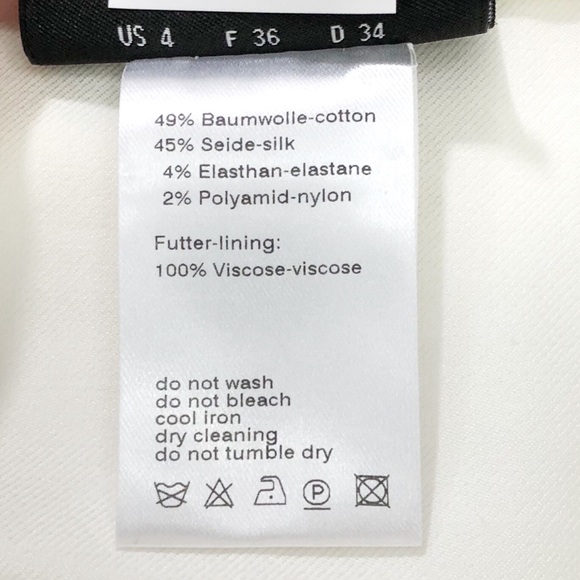 US 4 F 36 D 34
49% Baumwolle-cotton
45% Seide-silk
4% Elasthan-elastane
2% Polyamid-nylon
Futter-lining:
100% Viscose-viscose
do not wash
do not bleach
cool iron
dry cleaning
do not tumble dry
P